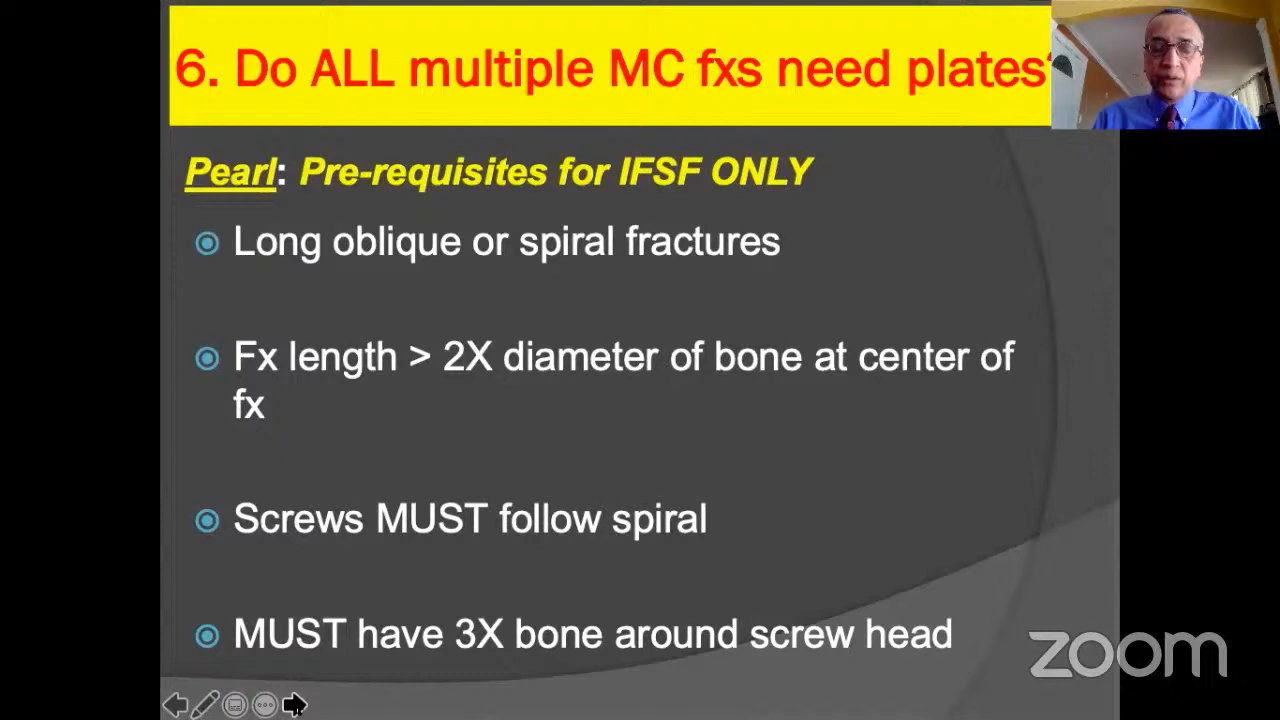 6. Do ALL multiple MC fxs need plates?
Pearl: Pre-requisites for IFSF ONLY
Long oblique or spiral fractures
Fx length > 2X diameter of bone at center of
fx
Screws MUST follow spiral
MUST have 3X bone around screw head
zoom